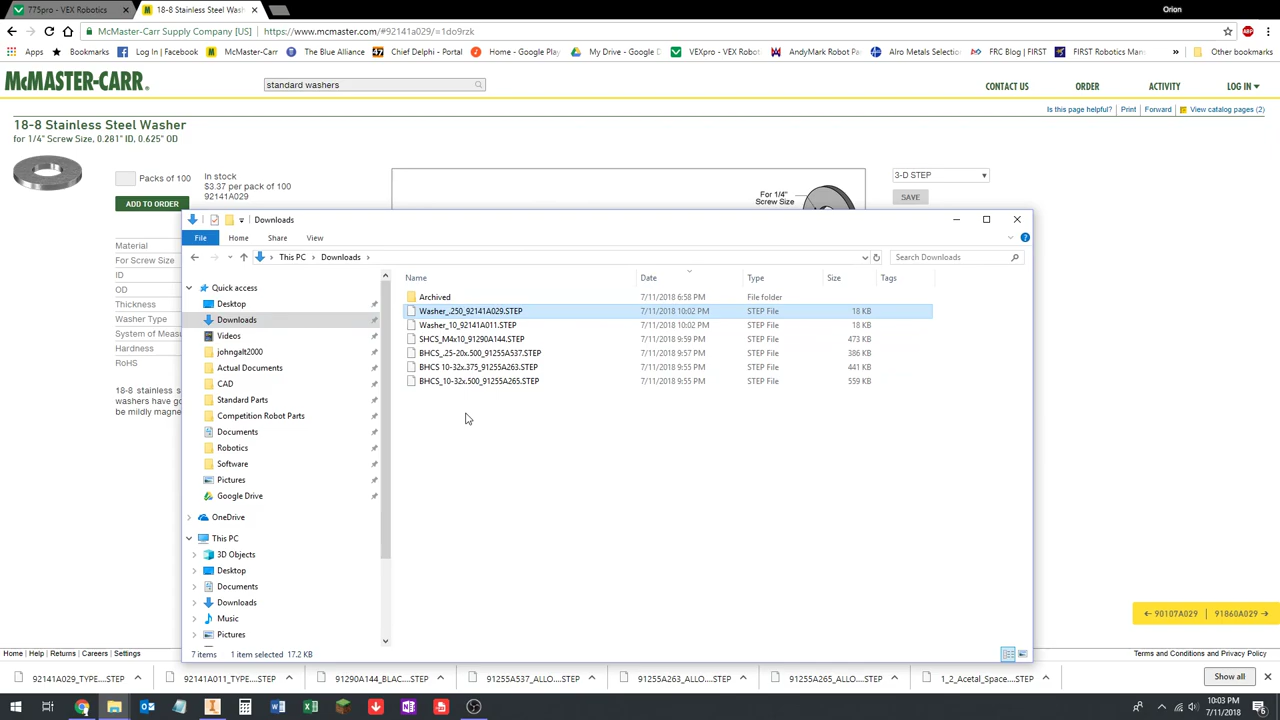 775pro - VEX Robotics
18-8 Stainless Steel Wash
Orion
McMaster-Carr Supply Company [US]
https://www.mcmaster.com/#92141a029/=1do9rzk
Apps
Bookmarks
Log In | Facebook
McMaster-Carr
The Blue Alliance
Chief Delphi - Portal
Home - Google Play
My Drive - Google D
VEXpro - VEX Robot
AndyMark Robot Par
Alro Metals Selection
FRC Blog | FIRST
FIRST Robotics Man
»
Other bookmarks
McMASTER-CARR.
standard washers
CONTACT US
ORDER
ACTIVITY
LOG IN
Is this page helpful?
Print
Forward
View catalog pages (2)
18-8 Stainless Steel Washer
for 1/4" Screw Size, 0.281" ID, 0.625" OD
Packs of 100
In stock
$3.37 per pack of 100
92141A029
ADD TO ORDER
For 1/4"
Screw Size
3-D STEP
SAVE
Material
For Screw Size
ID
OD
Thickness
Washer Type
System of Measu
Hardness
RoHS
18-8 stainless s
washers have go
be mildly magne
Downloads
File
Home
Share
View
This PC
Downloads
Search Downloads
Quick access
Desktop
Downloads
Videos
johngalt2000
Actual Documents
CAD
Standard Parts
Competition Robot Parts
Documents
Robotics
Software
Pictures
Google Drive
OneDrive
This PC
3D Objects
Desktop
Documents
Downloads
Music
Pictures
Name
Date
Type
Size
Tags
Archived
7/11/2018 6:58 PM
File folder
Washer_.250_92141A029.STEP
7/11/2018 10:02 PM
STEP File
18 KB
Washer_10_92141A011.STEP
7/11/2018 10:02 PM
STEP File
18 KB
SHCS_M4x10_91290A144.STEP
7/11/2018 9:59 PM
STEP File
473 KB
BHCS_.25-20x.500_91255A537.STEP
7/11/2018 9:57 PM
STEP File
386 KB
BHCS 10-32x.375_91255A263.STEP
7/11/2018 9:55 PM
STEP File
441 KB
BHCS_10-32x.500_91255A265.STEP
7/11/2018 9:55 PM
STEP File
559 KB
7 items
1 item selected 17.2 KB
90107A029
91860A029
Home | Help | Returns | Careers | Settings
Terms and Conditions and Privacy Policy
92141A029_TYPE....STEP
92141A011_TYPE....STEP
91290A144_BLAC....STEP
91255A537_ALLO....STEP
91255A263_ALLO....STEP
91255A265_ALLO....STEP
1_2_Acetal_Space....STEP
Show all
10:03 PM
7/11/2018